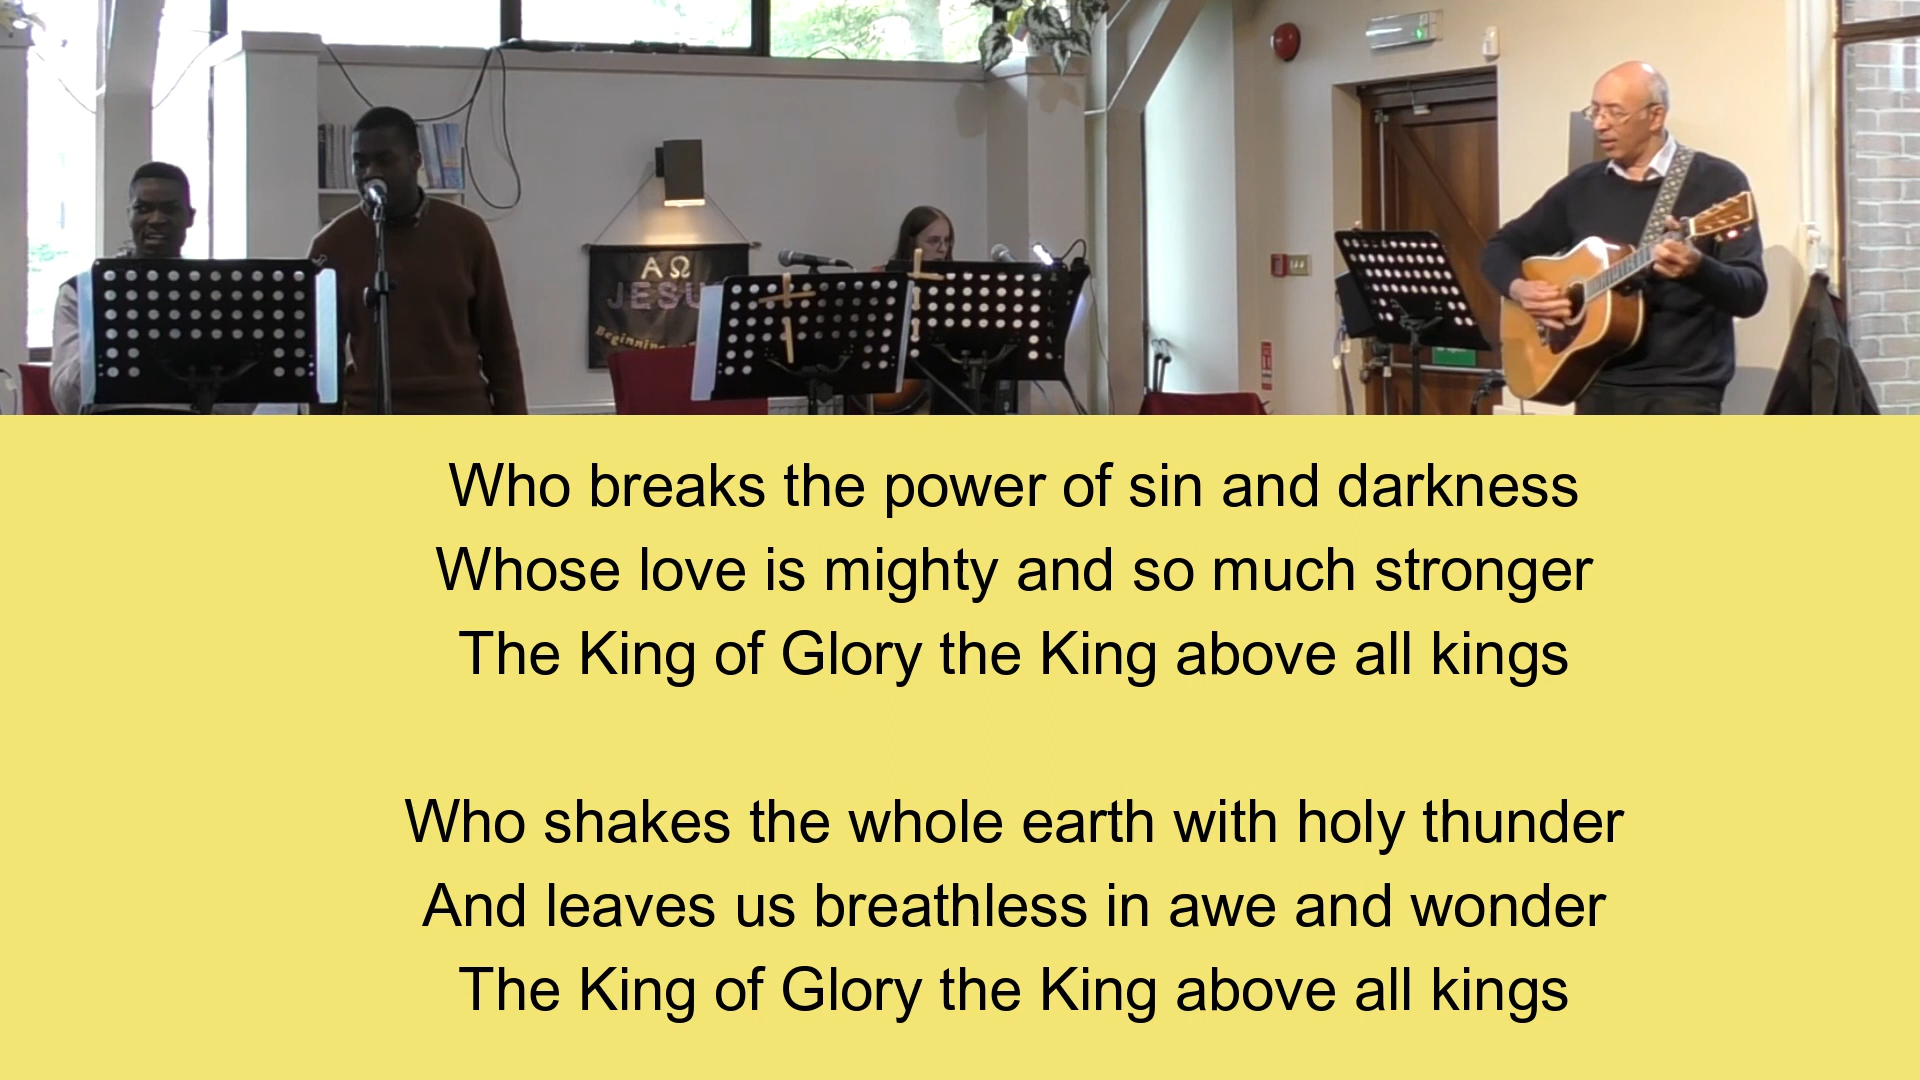 ΑΩ
JESU
Beginning
Who breaks the power of sin and darkness
Whose love is mighty and so much stronger
The King of Glory the King above all kings
Who shakes the whole earth with holy thunder
And leaves us breathless in awe and wonder
The King of Glory the King above all kings